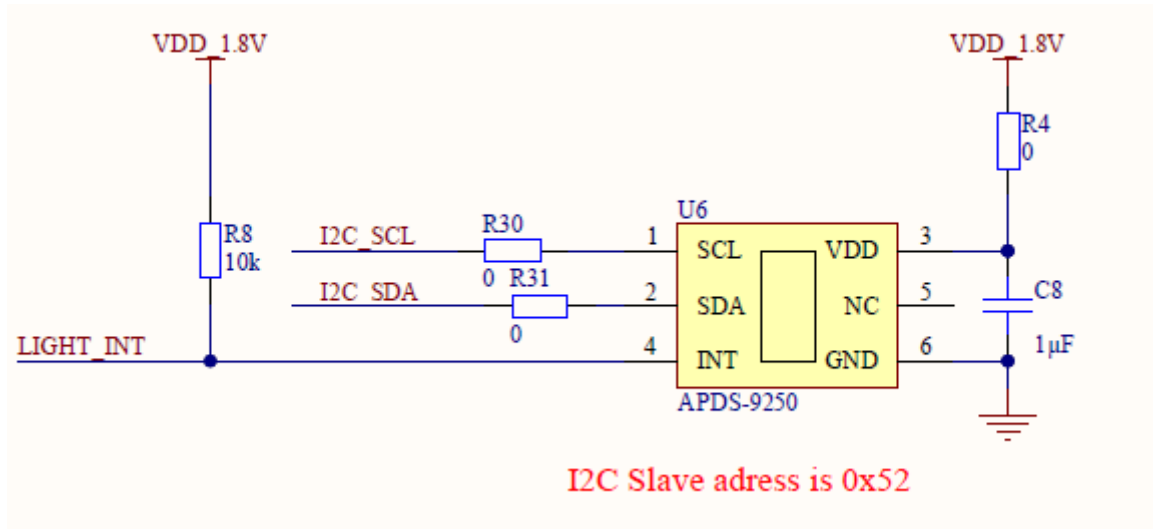 VDD_1.8V
VDD_1.8V
R4
0
U6
R8
10k
I2C_SCL
R30
0
1
SCL
VDD
3
I2C_SDA
R31
0
2
SDA
NC
5
C8
1µF
LIGHT_INT
4
INT
GND
6
APDS-9250
I2C Slave adress is 0x52